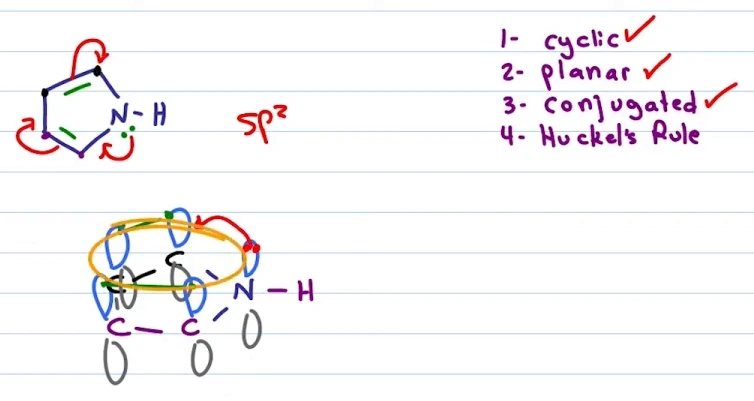 1- cyclic ✓
2- planar ✓
3- conjugated ✓
4- Huckel's Rule
N-H
sp²
C
C
N-H
C-C